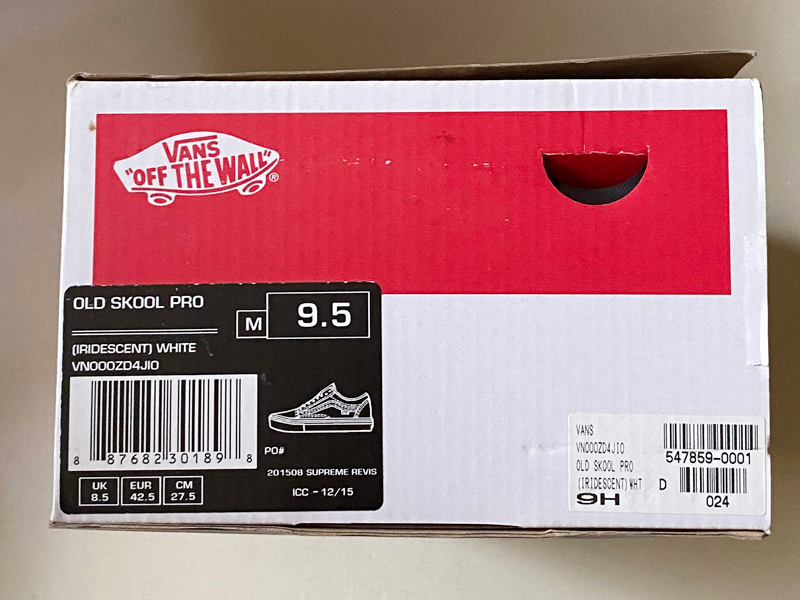 VANS
"OFF THE WALL"®
OLD SKOOL PRO
M 9.5
(IRIDESCENT) WHITE
VN000ZD4JI0
8 87682 30189 8
PO#
201508 SUPREME REVIS
ICC - 12/15
UK 8.5
EUR 42.5
CM 27.5
VANS
VN000ZD4JI0
OLD SKOOL PRO
(IRIDESCENT) WHT
9H
547859-0001
D
024